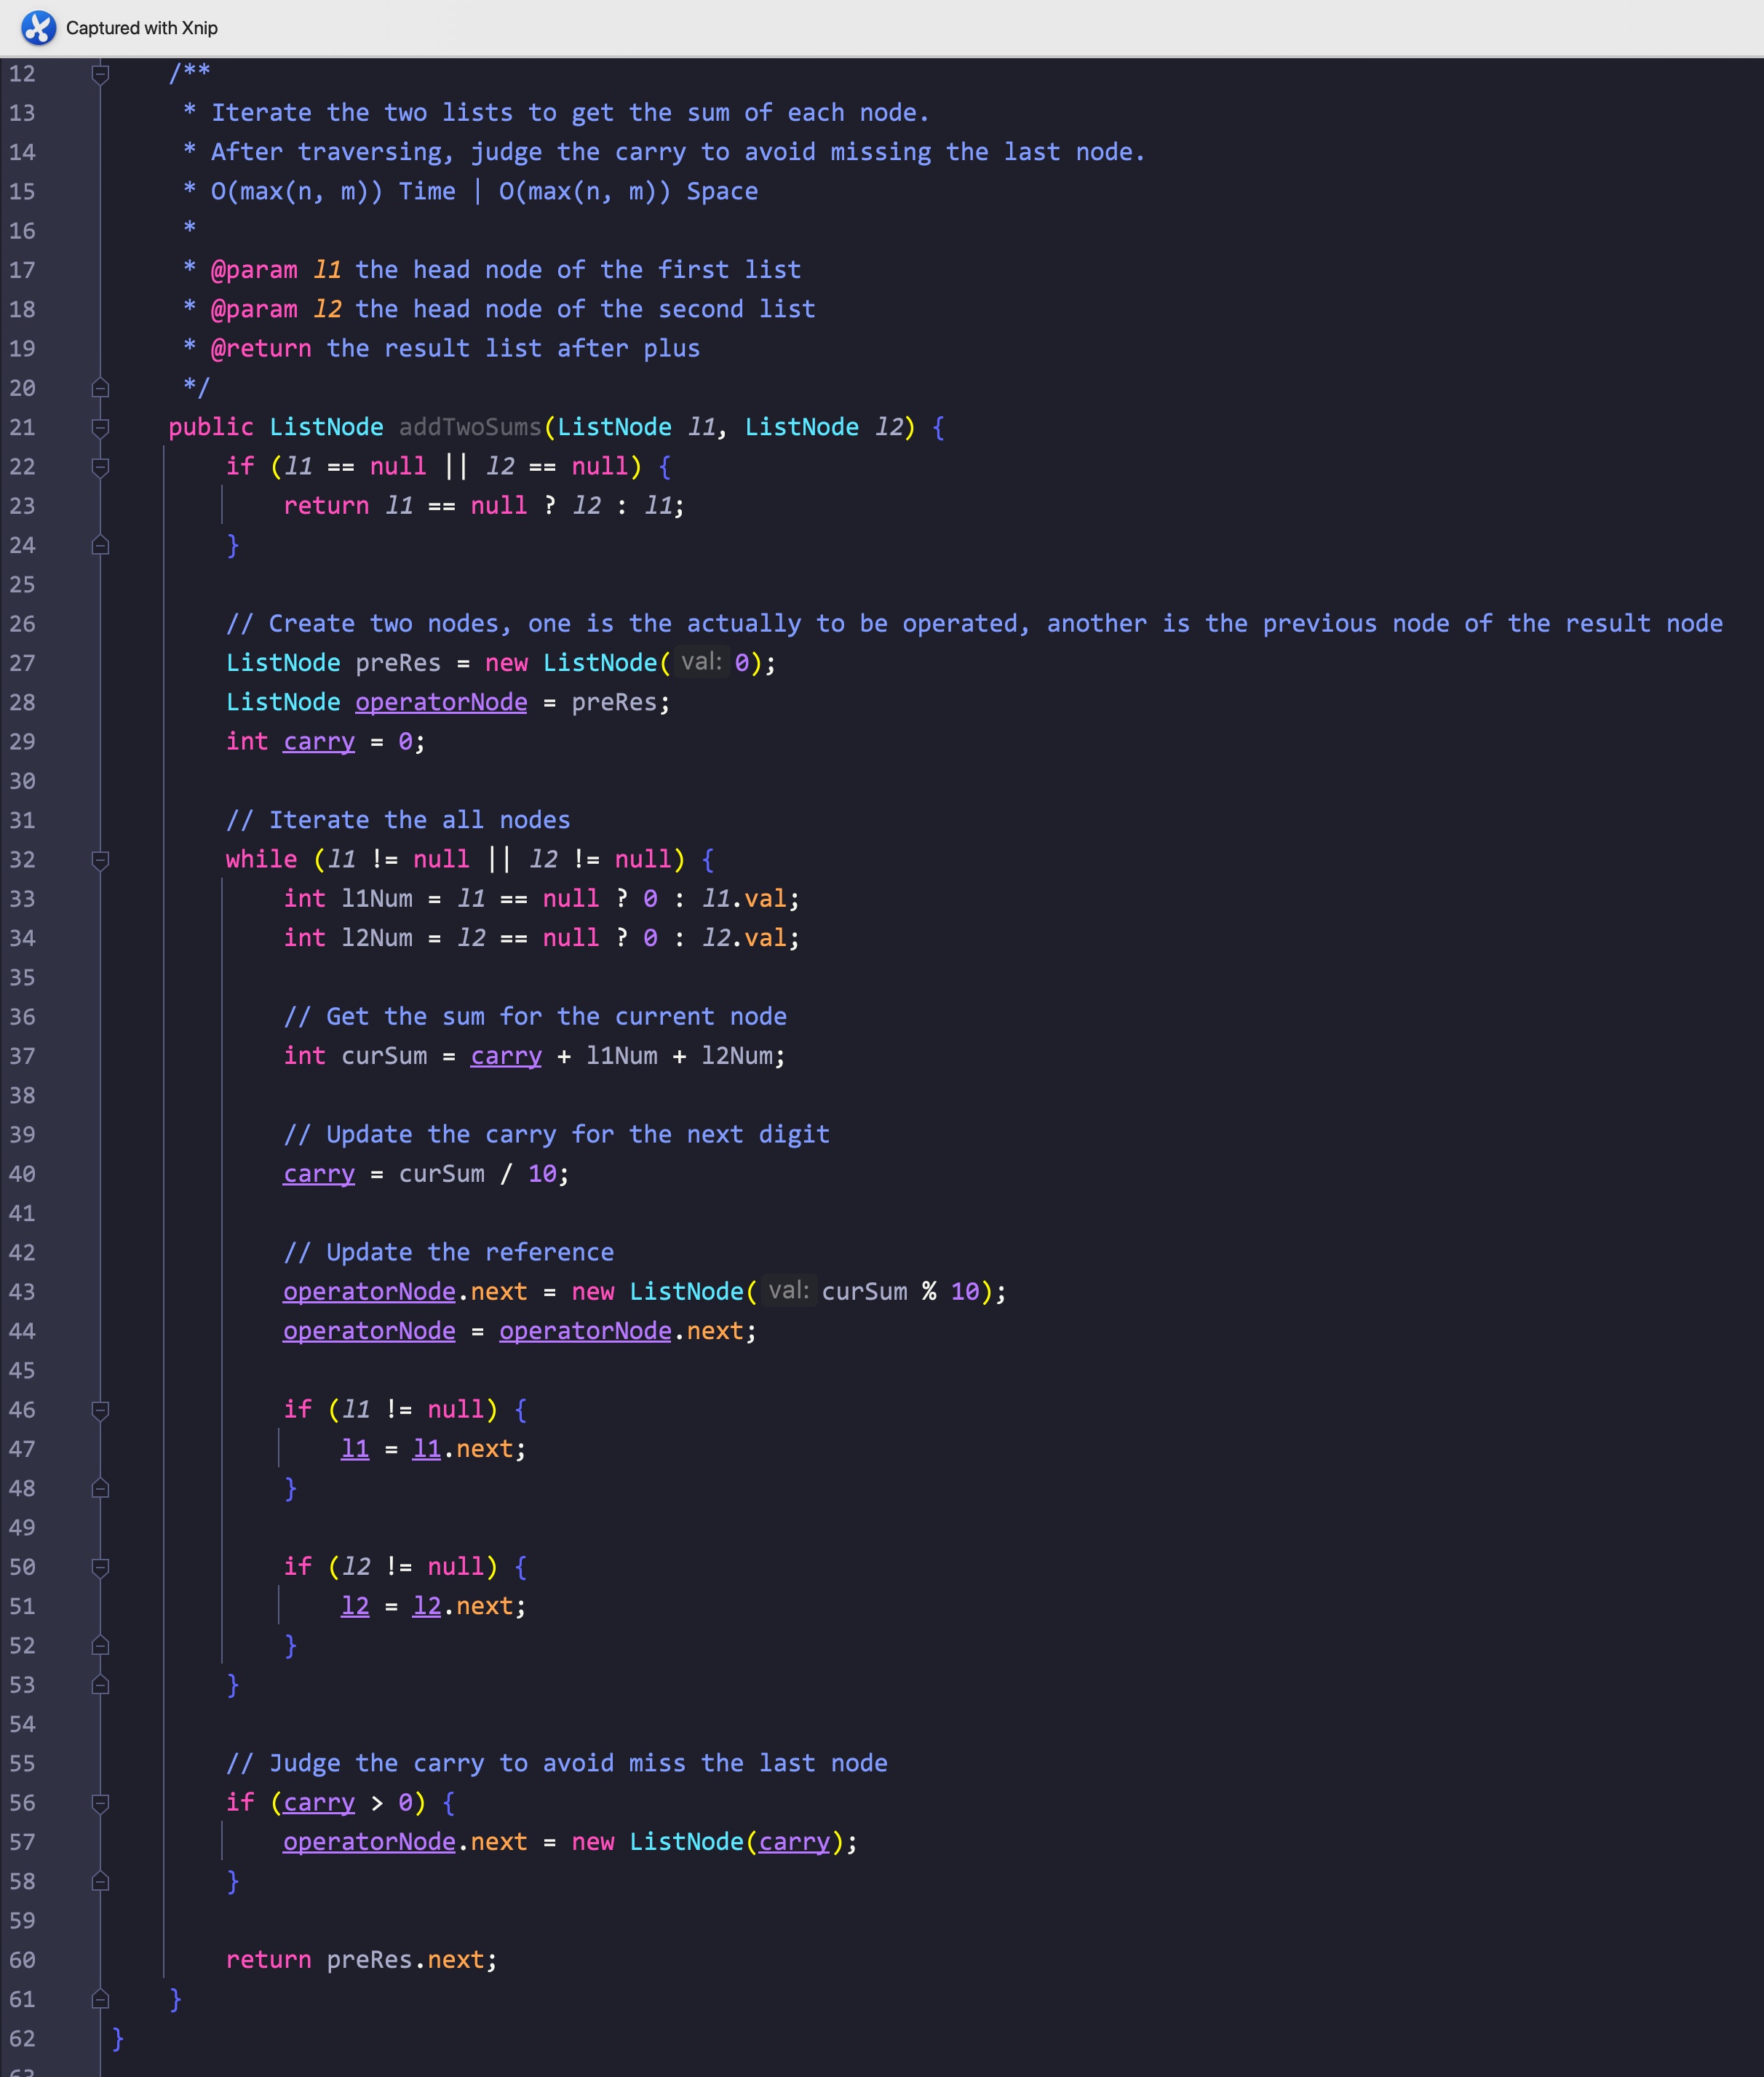 Captured with Xnip
12 /**
13 * Iterate the two lists to get the sum of each node.
14 * After traversing, judge the carry to avoid missing the last node.
15 * O(max(n, m)) Time | O(max(n, m)) Space
16 *
17 * @param l1 the head node of the first list
18 * @param l2 the head node of the second list
19 * @return the result list after plus
20 */
21 public ListNode addTwoSums(ListNode l1, ListNode l2) {
22 if (l1 == null || l2 == null) {
23 return l1 == null ? l2 : l1;
24 }
25
26 // Create two nodes, one is the actually to be operated, another is the previous node of the result node
27 ListNode preRes = new ListNode( val: 0);
28 ListNode operatorNode = preRes;
29 int carry = 0;
30
31 // Iterate the all nodes
32 while (l1 != null || l2 != null) {
33 int l1Num = l1 == null ? 0 : l1.val;
34 int l2Num = l2 == null ? 0 : l2.val;
35
36 // Get the sum for the current node
37 int curSum = carry + l1Num + l2Num;
38
39 // Update the carry for the next digit
40 carry = curSum / 10;
41
42 // Update the reference
43 operatorNode.next = new ListNode( val: curSum % 10);
44 operatorNode = operatorNode.next;
45
46 if (l1 != null) {
47 l1 = l1.next;
48 }
49
50 if (l2 != null) {
51 l2 = l2.next;
52 }
53 }
54
55 // Judge the carry to avoid miss the last node
56 if (carry > 0) {
57 operatorNode.next = new ListNode(carry);
58 }
59
60 return preRes.next;
61 }
62 }